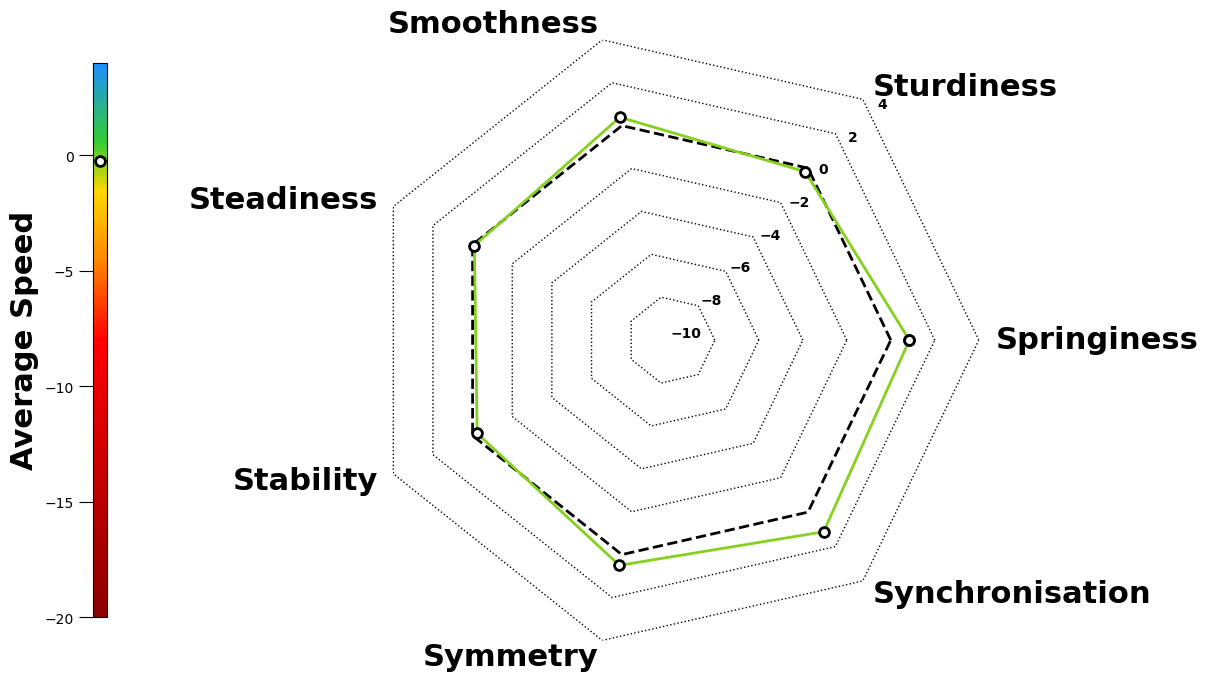 Smoothness
Sturdiness
4
2
0
−2
−4
−6
−8
−10
Steadiness
Springiness
Stability
Synchronisation
Symmetry
Average Speed
0
−5
−10
−15
−20